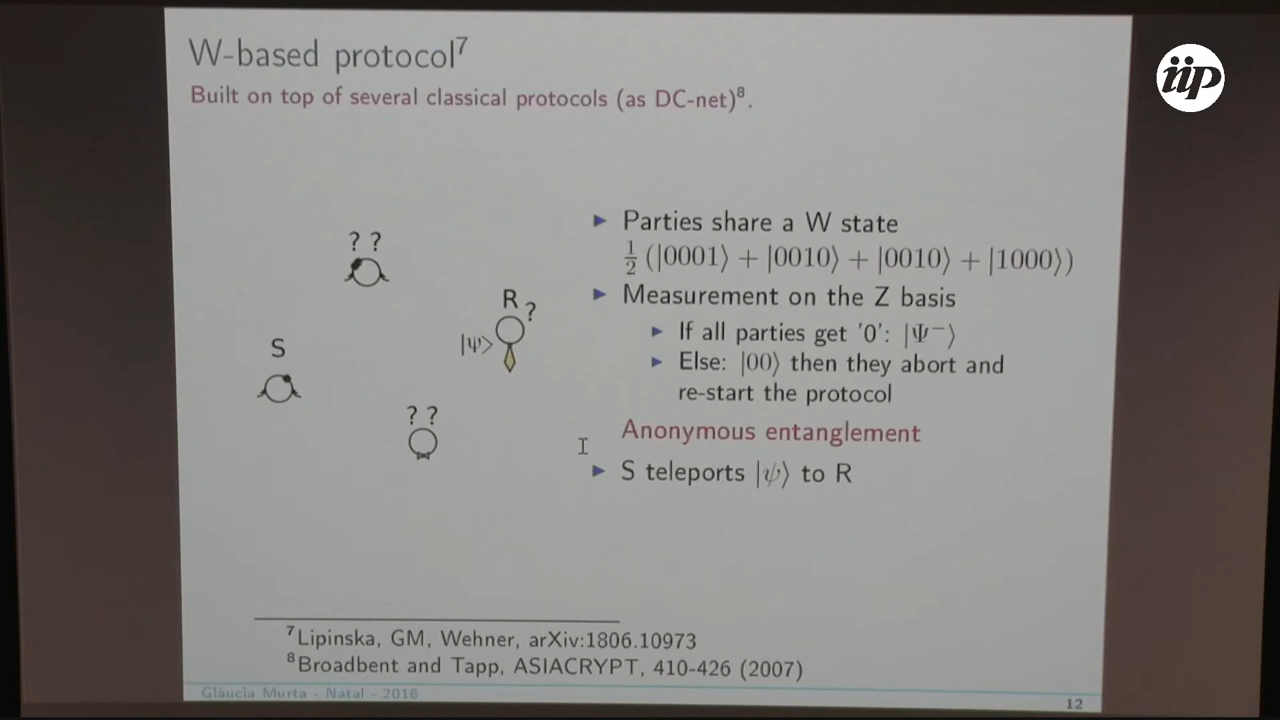 W-based protocol⁷
Built on top of several classical protocols (as DC-net)⁸.
iip
? ?
R ?
|Ψ>
S
? ?
▶ Parties share a W state
½ (|0001⟩ + |0010⟩ + |0010⟩ + |1000⟩)
▶ Measurement on the Z basis
▶ If all parties get '0': |Ψ⁻⟩
▶ Else: |00⟩ then they abort and
re-start the protocol
Anonymous entanglement
▶ S teleports |ψ⟩ to R
⁷Lipinska, GM, Wehner, arXiv:1806.10973
⁸Broadbent and Tapp, ASIACRYPT, 410-426 (2007)
Gláucia Murta - Natal - 2018
12